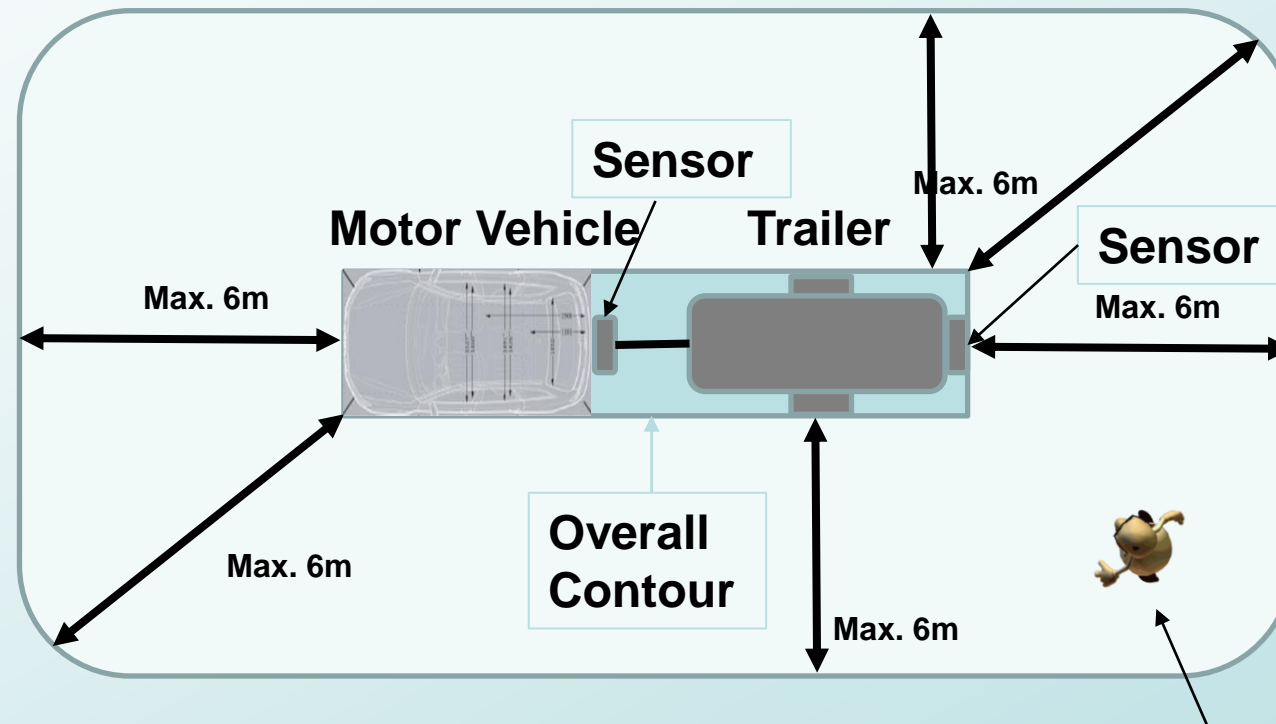 Sensor
Max. 6m
Motor Vehicle
Trailer
Sensor
Max. 6m
Max. 6m
Overall
Contour
Max. 6m
Max. 6m